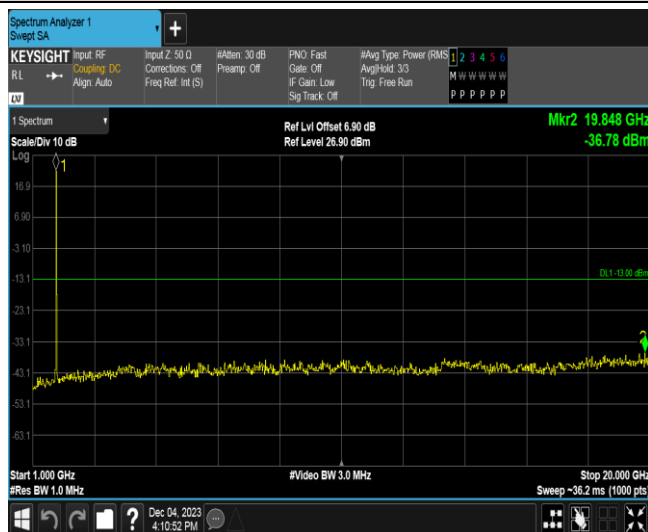 Spectrum Analyzer 1
Swept SA
+
KEYSIGHT
RL
Input: RF
Coupling: DC
Align: Auto
Input Z: 50 Ω
Corrections: Off
Freq Ref: Int (S)
#Atten: 30 dB
Preamp: Off
PNO: Fast
Gate: Off
IF Gain: Low
Sig Track: Off
#Avg Type: Power (RMS
Avg|Hold: 3/3
Trig: Free Run
1 2 3 4 5 6
M W W W W W
P P P P P P
LXI
1 Spectrum
Scale/Div 10 dB
Log
Ref Lvl Offset 6.90 dB
Ref Level 26.90 dBm
Mkr2 19.848 GHz
-36.78 dBm
1
16.9
6.90
-3.10
-13.1
DL1 -13.00 dBm
-23.1
-33.1
-43.1
-53.1
-63.1
Start 1.000 GHz
#Res BW 1.0 MHz
#Video BW 3.0 MHz
Stop 20.000 GHz
Sweep ~36.2 ms (1000 pts)
?
Dec 04, 2023
4:10:52 PM